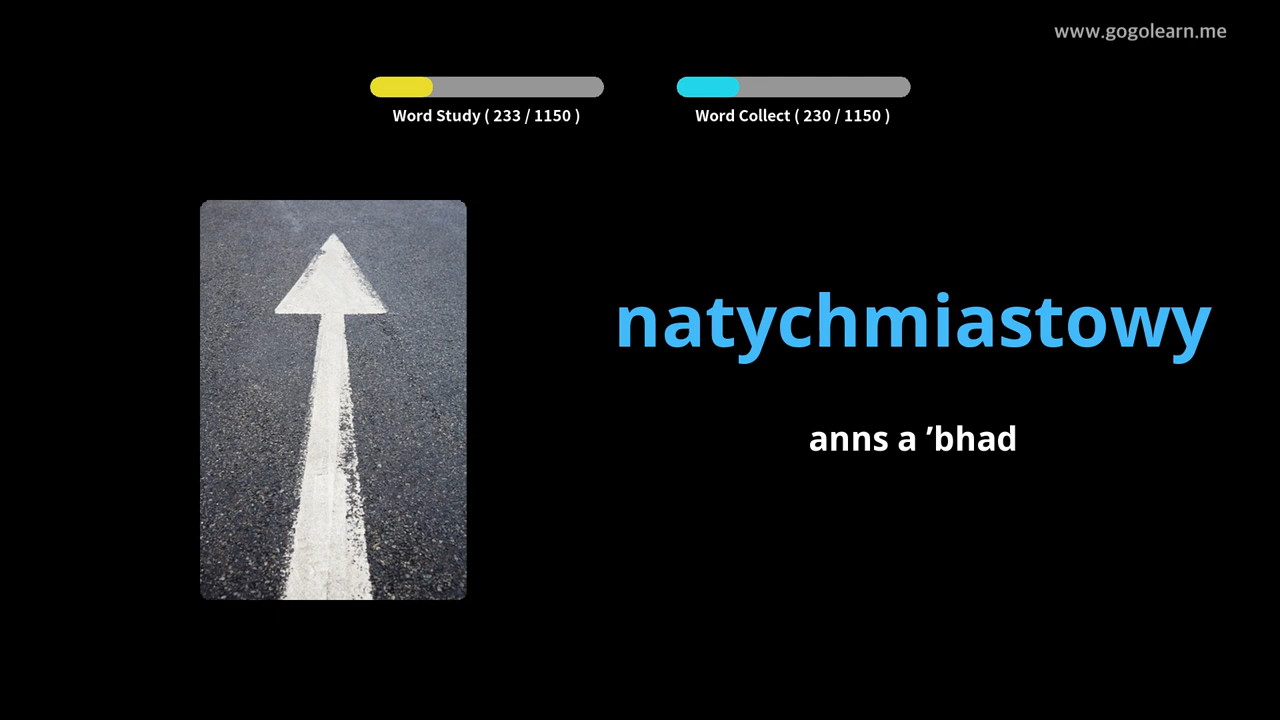 www.gogolearn.me
Word Study ( 233 / 1150 )
Word Collect ( 230 / 1150 )
natychmiastowy
anns a ’bhad